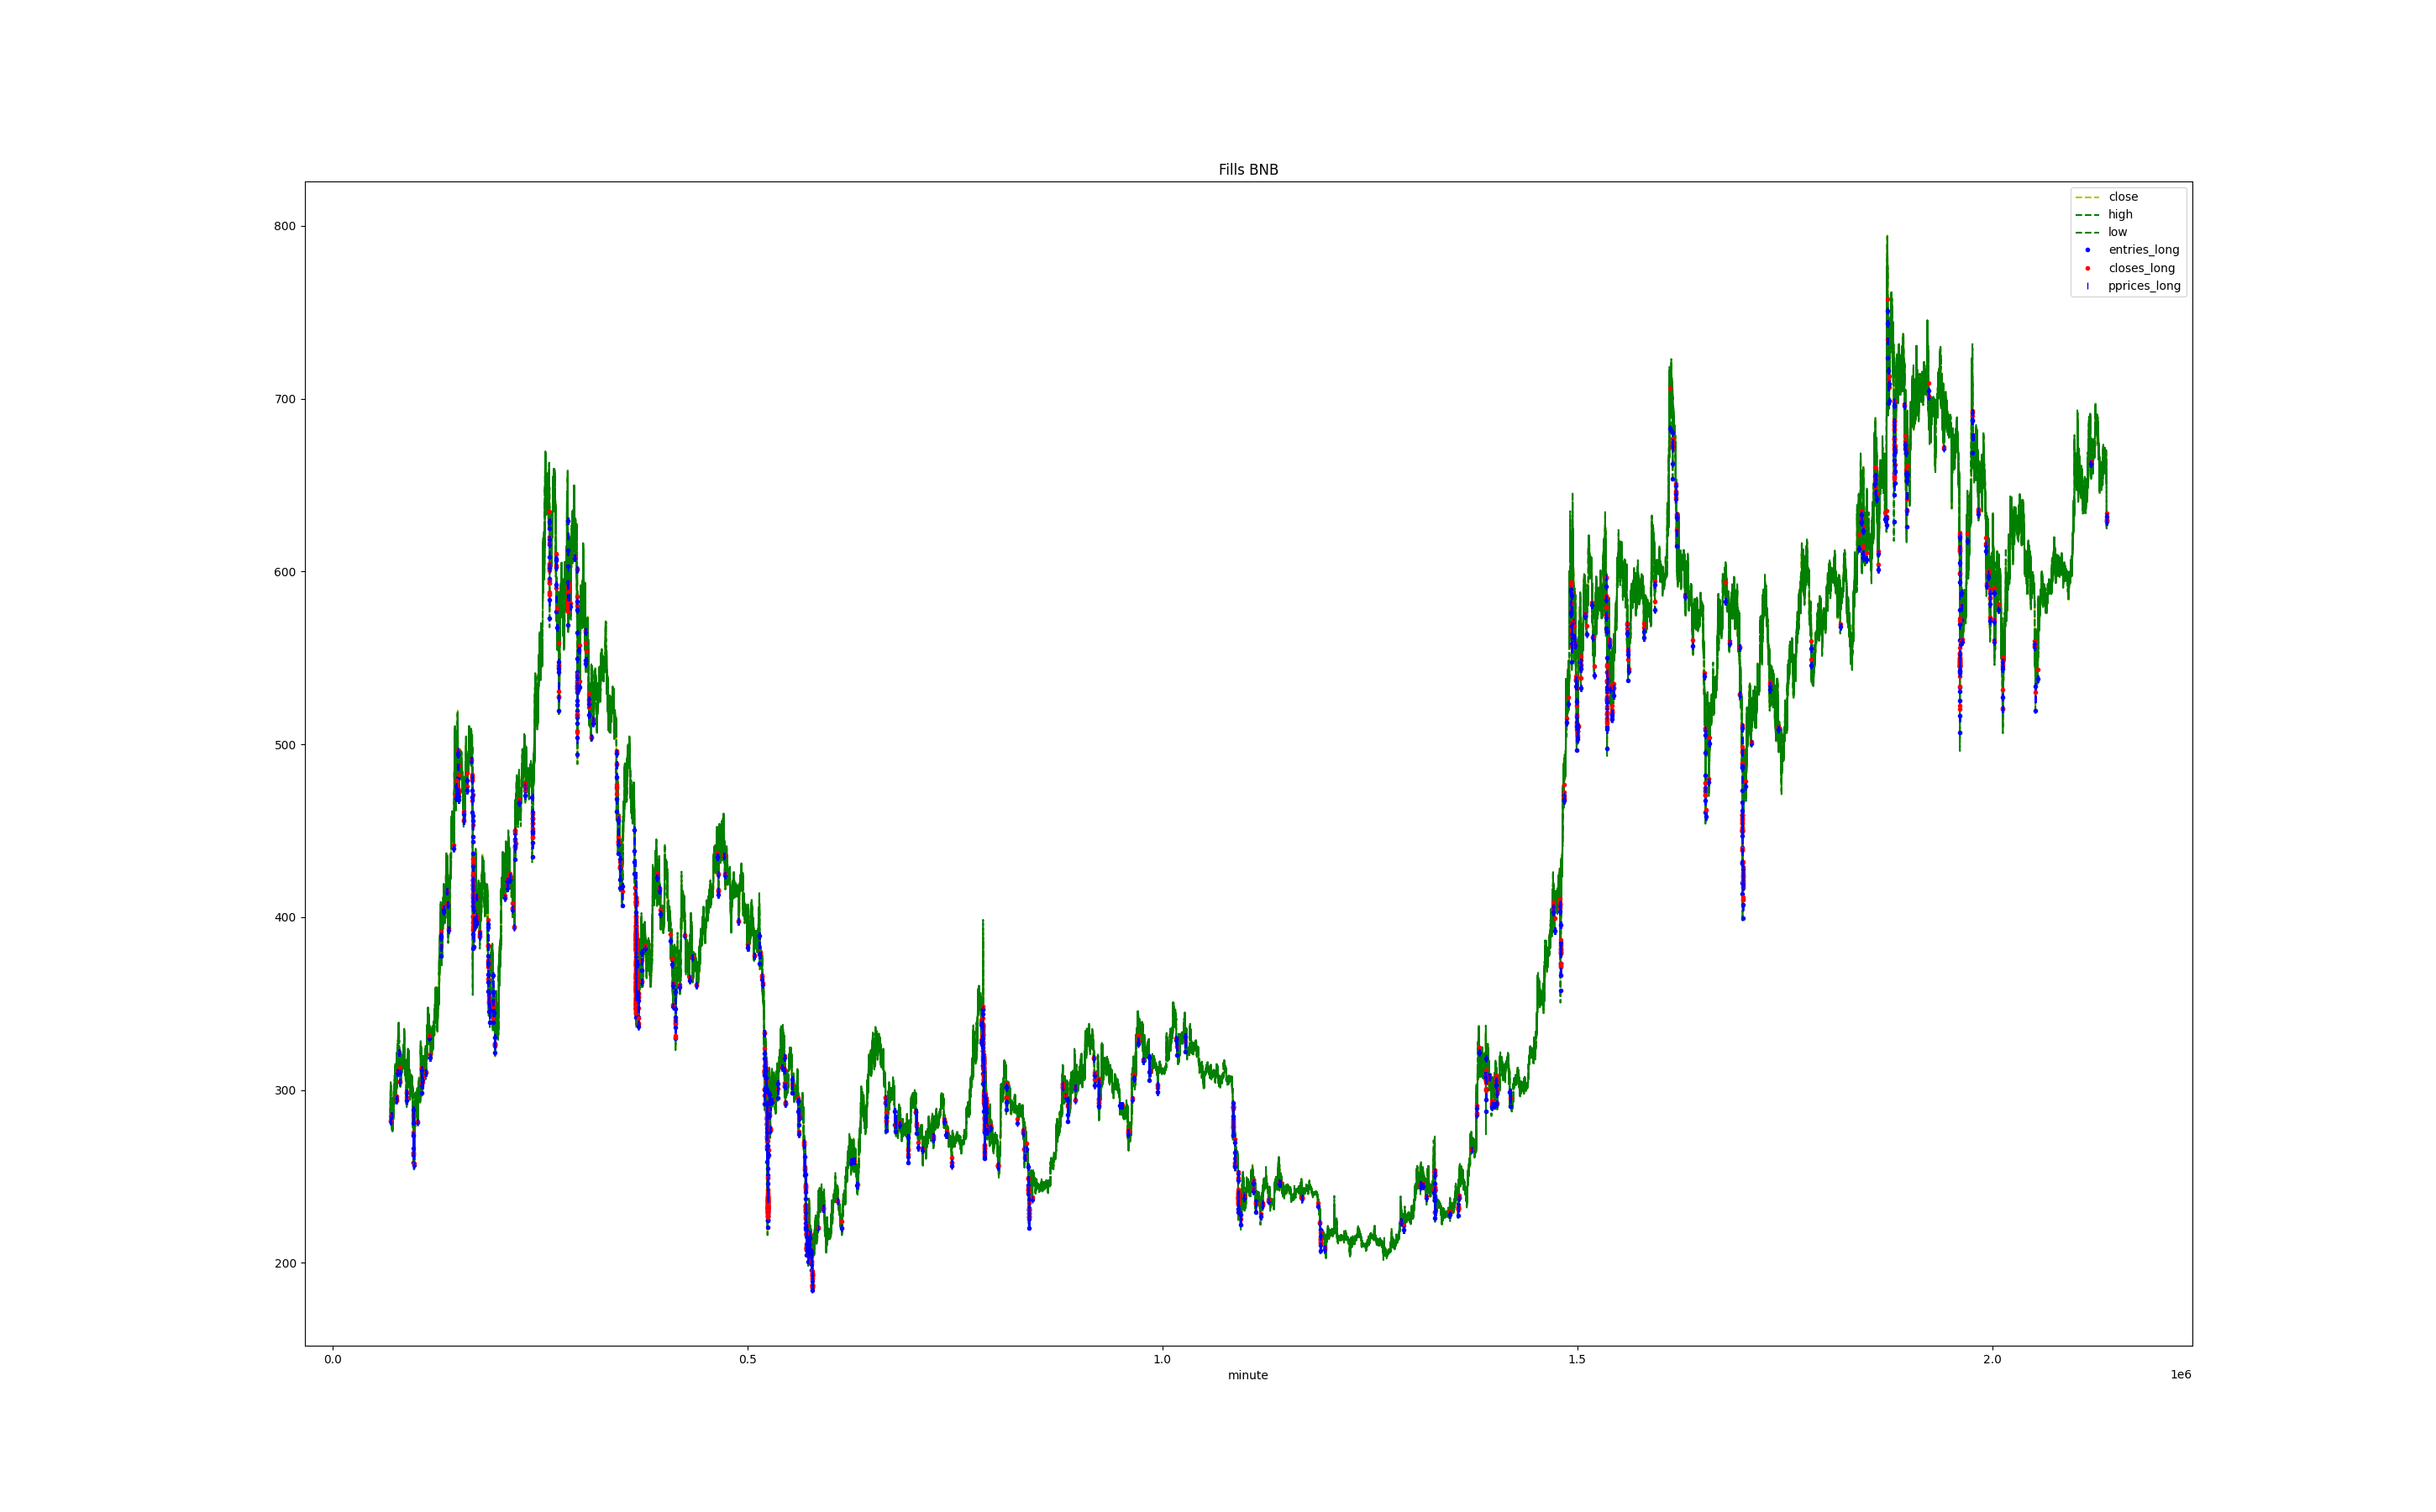 Fills BNB
close
high
low
entries_long
closes_long
pprices_long
800
700
600
500
400
300
200
0.0 0.5 1.0 1.5 2.0
minute
1e6